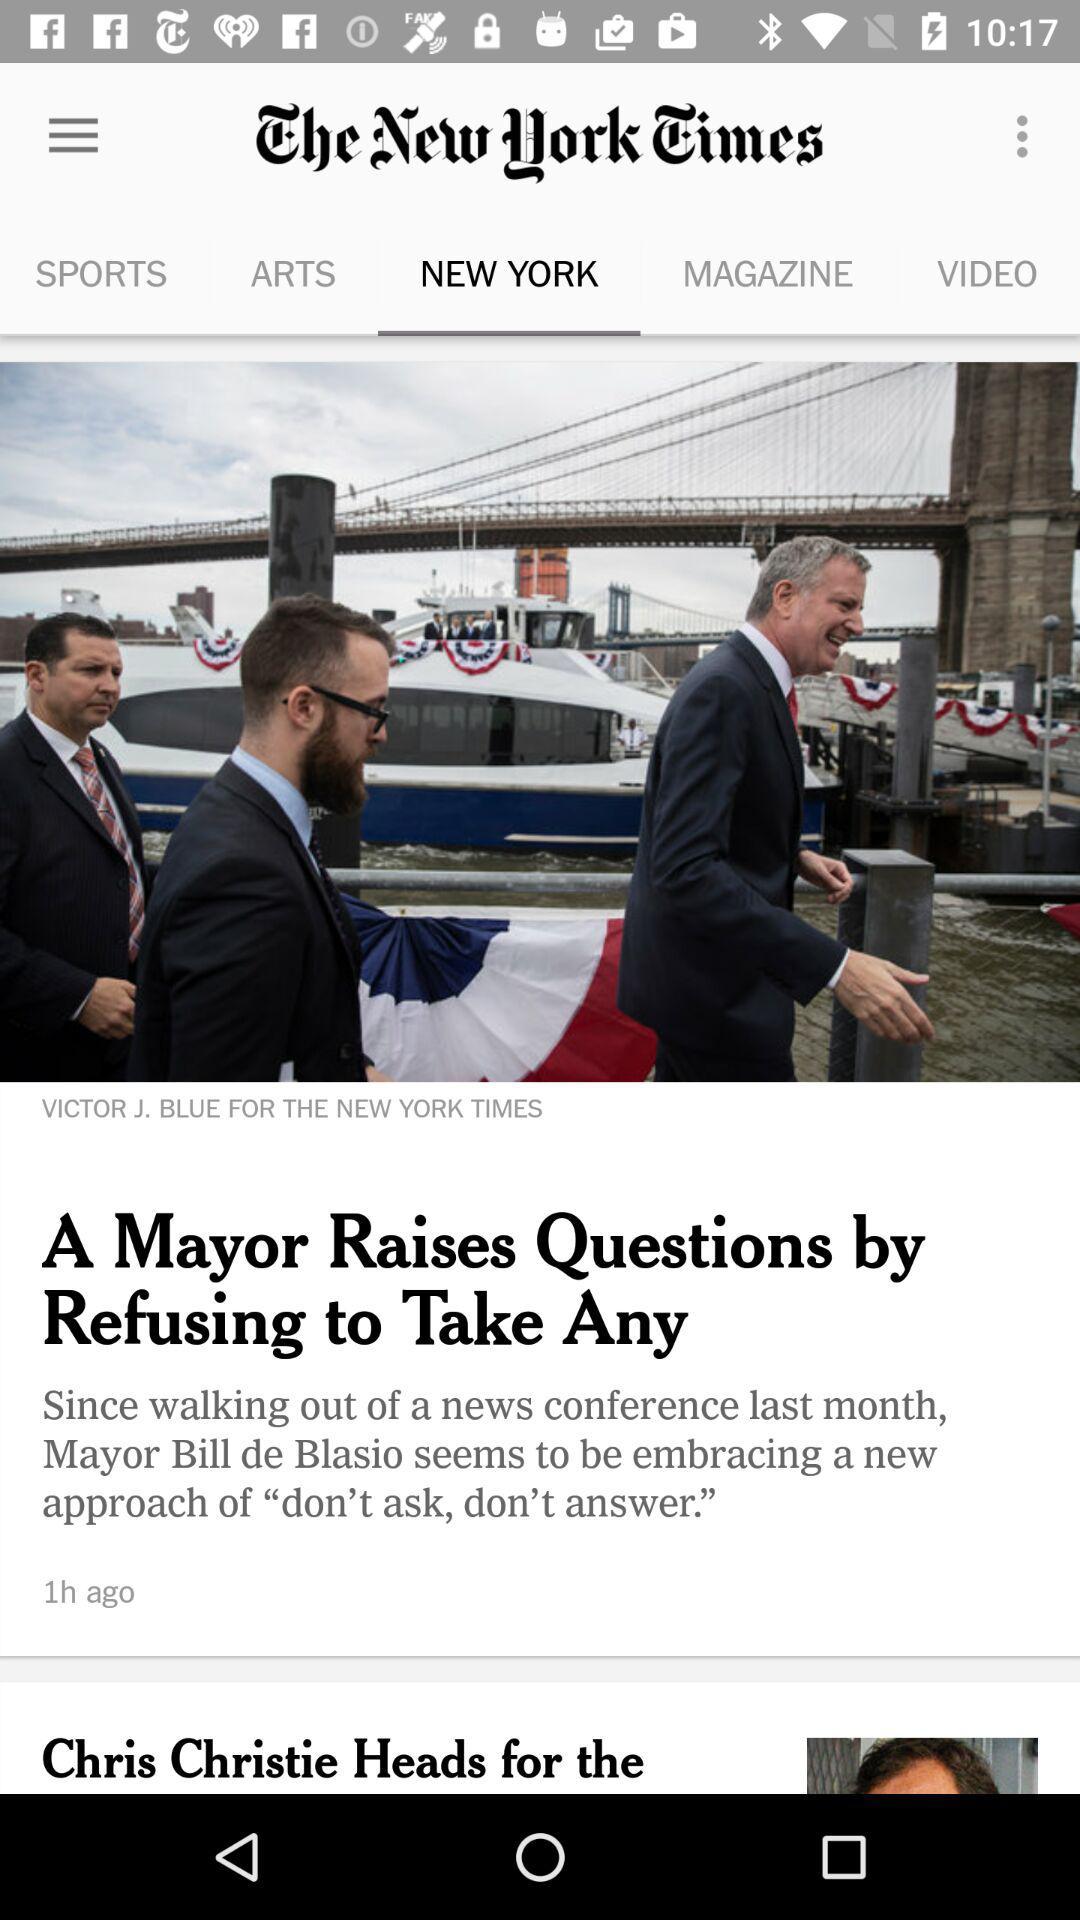 FAKE
10:17
The New York Times
SPORTS ARTS NEW YORK MAGAZINE VIDEO
VICTOR J. BLUE FOR THE NEW YORK TIMES
A Mayor Raises Questions by
Refusing to Take Any
Since walking out of a news conference last month,
Mayor Bill de Blasio seems to be embracing a new
approach of “don’t ask, don’t answer.”
1h ago
Chris Christie Heads for the